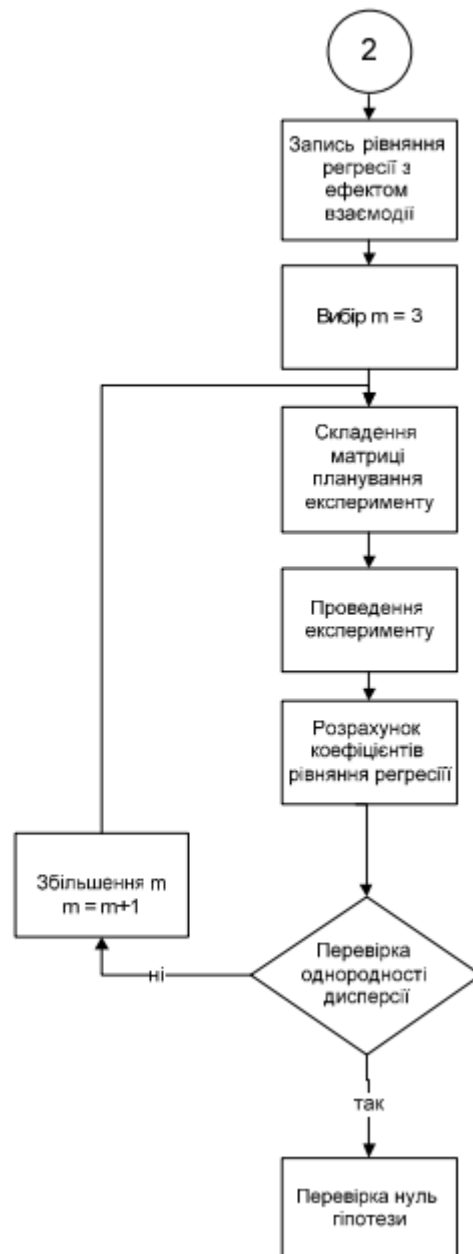 2
Запись рівняння
регресії з
ефектом
взаємодії
Вибір m = 3
Складення
матриці
планування
експерименту
Проведення
експерименту
Розрахунок
коефіцієнтів
рівняння регресіїї
Збільшення m
m = m+1
Перевірка
однородності
дисперсії
ні
так
Перевірка нуль
гіпотези